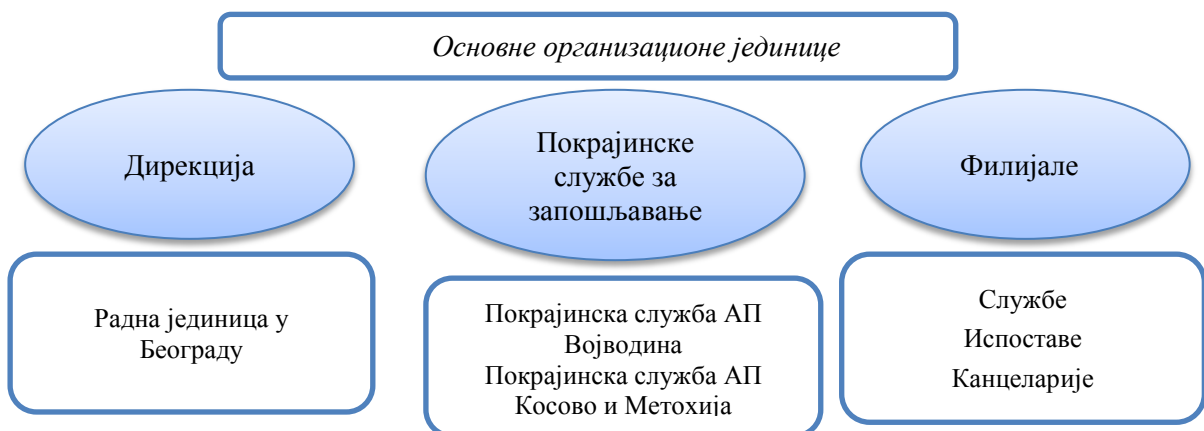 Основне организационе јединице
Дирекција
Покрајинске
службе за
запошљавање
Филијале
Радна јединица у
Београду
Покрајинска служба АП
Војводина
Покрајинска служба АП
Косово и Метохија
Службе
Испоставе
Канцеларије